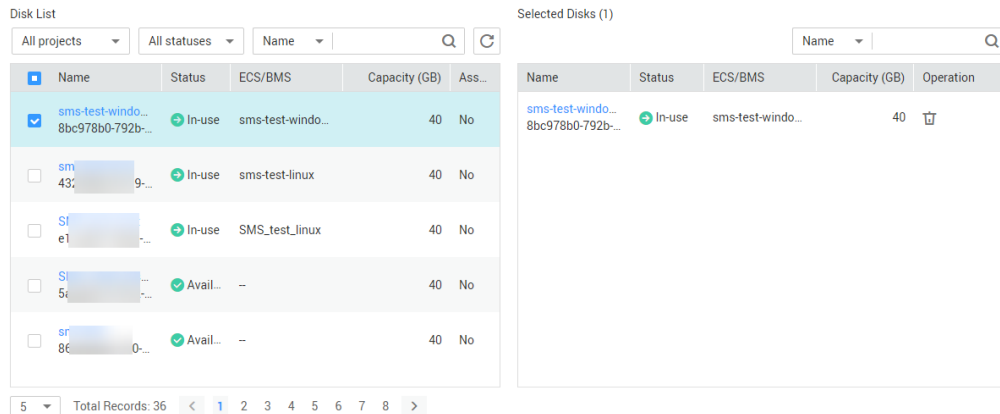 Disk List
Selected Disks (1)
All projects
All statuses
Name
Name
Name Status ECS/BMS Capacity (GB) Ass...
Name Status ECS/BMS Capacity (GB) Operation
sms-test-windo...
8bc978b0-792b-...
In-use sms-test-windo... 40 No
sms-test-windo...
8bc978b0-792b-...
In-use sms-test-windo... 40
In-use sms-test-linux 40 No
In-use SMS_test_linux 40 No
Avail... -- 40 No
Avail... -- 40 No
5 Total Records: 36 < 1 2 3 4 5 6 7 8 >